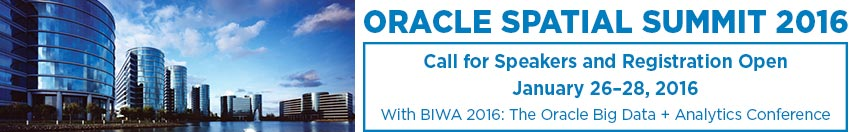 ORACLE SPATIAL SUMMIT 2016
Call for Speakers and Registration Open
January 26–28, 2016
With BIWA 2016: The Oracle Big Data + Analytics Conference